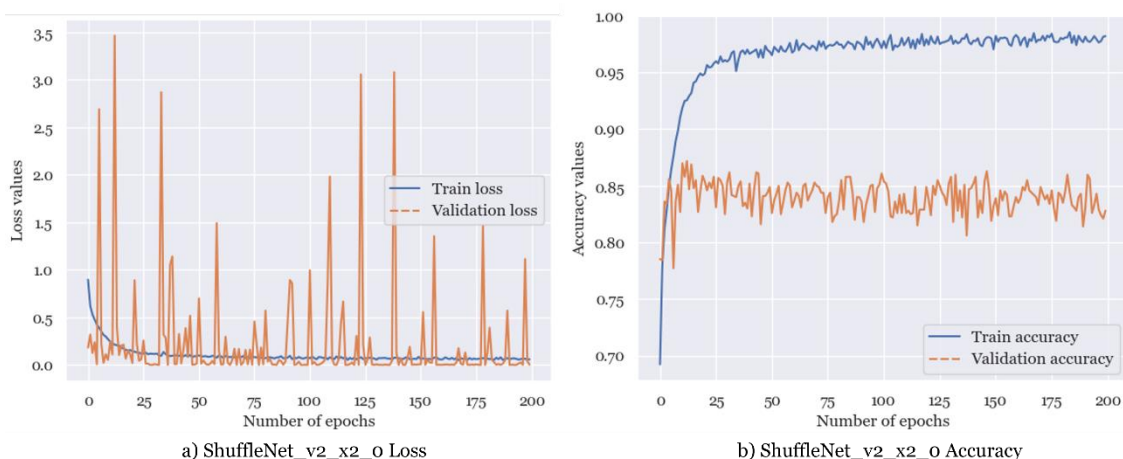 3.5
3.0
2.5
2.0
1.5
1.0
0.5
0.0
Loss values
Train loss
Validation loss
0 25 50 75 100 125 150 175 200
Number of epochs
a) ShuffleNet_v2_x2_0 Loss
1.00
0.95
0.90
0.85
0.80
0.75
0.70
Accuracy values
Train accuracy
Validation accuracy
0 25 50 75 100 125 150 175 200
Number of epochs
b) ShuffleNet_v2_x2_0 Accuracy